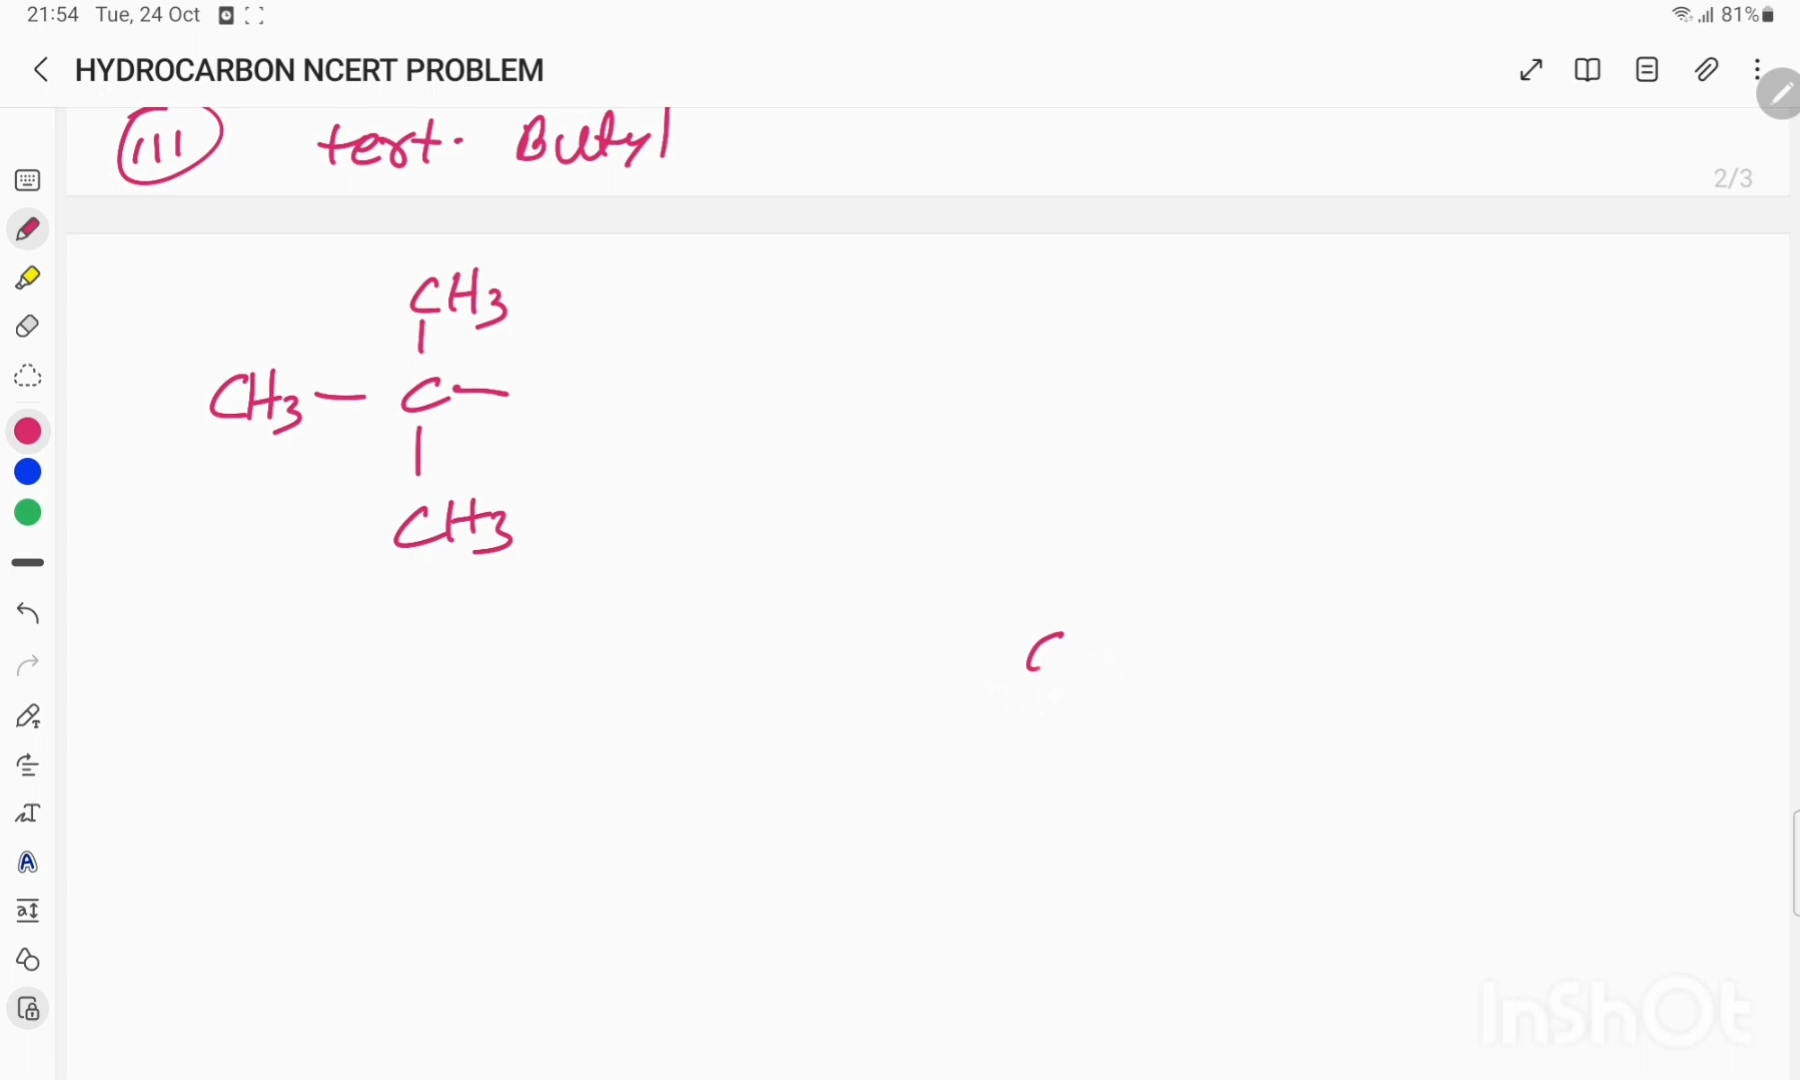 21:54 Tue, 24 Oct
81%
HYDROCARBON NCERT PROBLEM
(III) tert. Butyl
2/3
CH3
|
CH3 — C —
|
CH3
C
InShOt